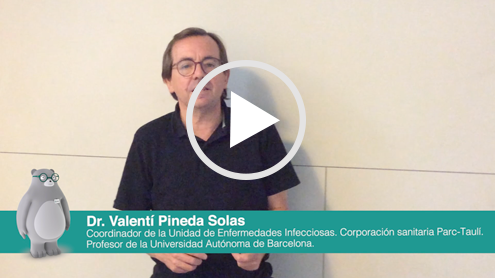 Dr. Valentí Pineda Solas
Coordinador de la Unidad de Enfermedades Infecciosas. Corporación sanitaria Parc-Taulí.
Profesor de la Universidad Autónoma de Barcelona.